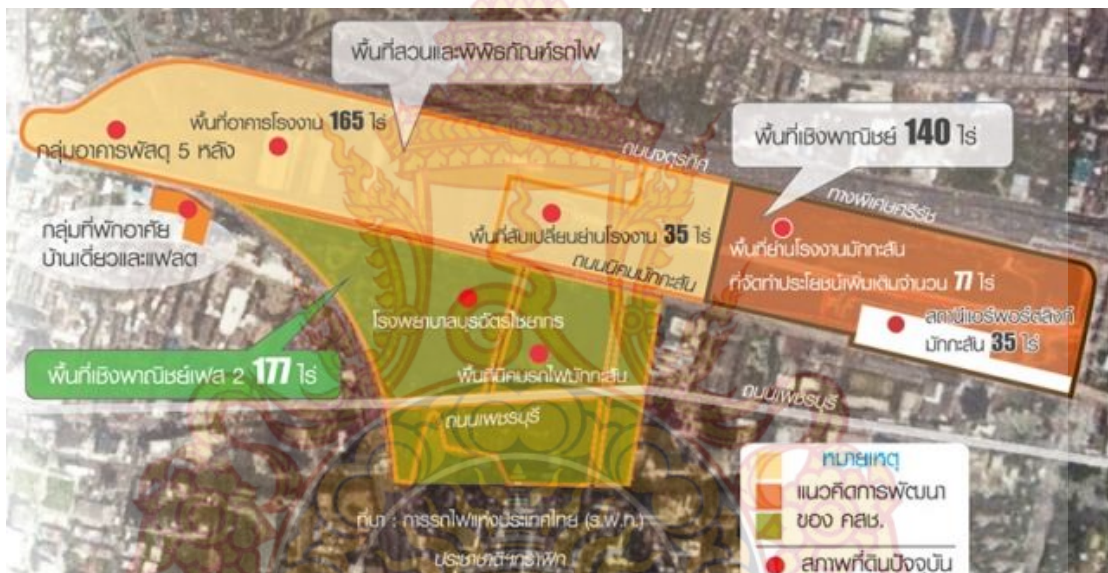 พื้นที่สวนและพิพิธภัณฑ์รถไฟ
พื้นที่อาคารโรงงาน 165 ไร่
กลุ่มอาคารพัสดุ 5 หลัง
ถนนจตุรทิศ
พื้นที่เชิงพาณิชย์ 140 ไร่
ทางพิเศษศรีรัช
กลุ่มที่พักอาศัย
บ้านเดี่ยวและแฟลต
พื้นที่สับเปลี่ยนย่านโรงงาน 35 ไร่
ถนนนิคมมักกะสัน
พื้นที่ย่านโรงงานมักกะสัน
ที่จัดทำประโยชน์เพิ่มเติมจำนวน 77 ไร่
โรงพยาบาลบุรฉัตรไชยากร
สถานีแอร์พอร์ตลิงก์
มักกะสัน 35 ไร่
พื้นที่เชิงพาณิชย์เฟส 2 177 ไร่
พื้นที่นิคมรถไฟมักกะสัน
ถนนเพชรบุรี
ถนนเพชรบุรี
หมายเหตุ
แนวคิดการพัฒนา
ของ คสช.
สภาพที่ดินปัจจุบัน
ที่มา : การรถไฟแห่งประเทศไทย (ร.ฟ.ท.)
ประชาชาติกราฟิก